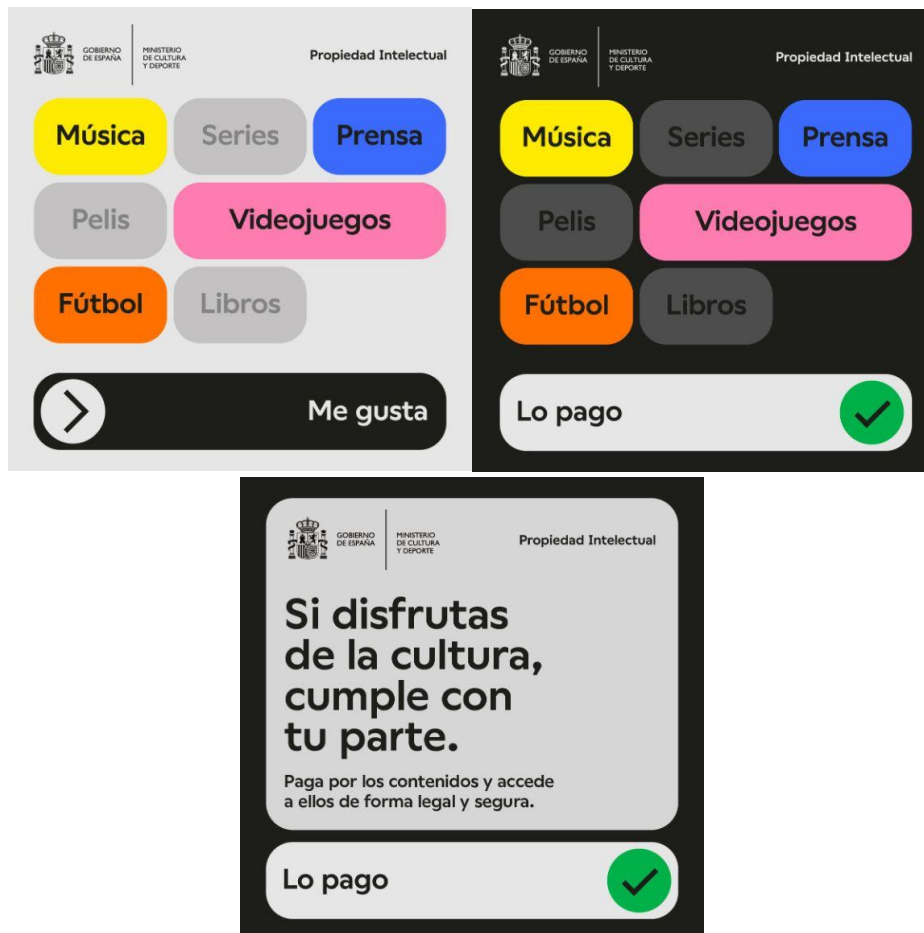 GOBIERNO
DE ESPAÑA
MINISTERIO
DE CULTURA
Y DEPORTE
Propiedad Intelectual
Música
Series
Prensa
Pelis
Videojuegos
Fútbol
Libros
Me gusta
GOBIERNO
DE ESPAÑA
MINISTERIO
DE CULTURA
Y DEPORTE
Propiedad Intelectual
Música
Series
Prensa
Pelis
Videojuegos
Fútbol
Libros
Lo pago
GOBIERNO
DE ESPAÑA
MINISTERIO
DE CULTURA
Y DEPORTE
Propiedad Intelectual
Si disfrutas
de la cultura,
cumple con
tu parte.
Paga por los contenidos y accede
a ellos de forma legal y segura.
Lo pago